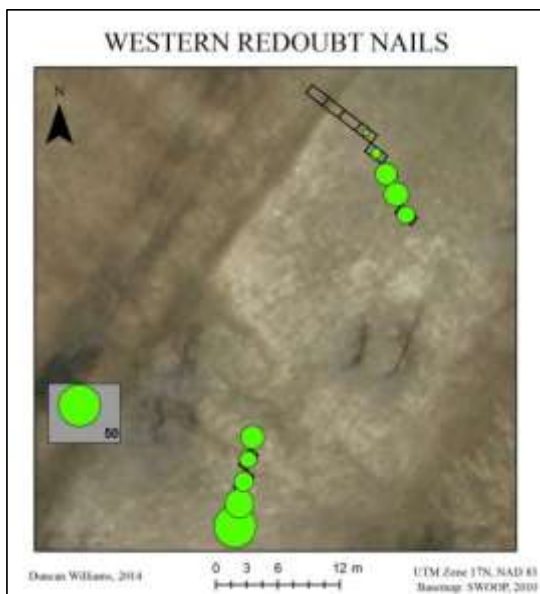 WESTERN REDOUBT NAILS
N
50
0 3 6 12 m
Duncan Williams, 2014
UTM Zone 17N, NAD 83
Basemap: SWOOP, 2010